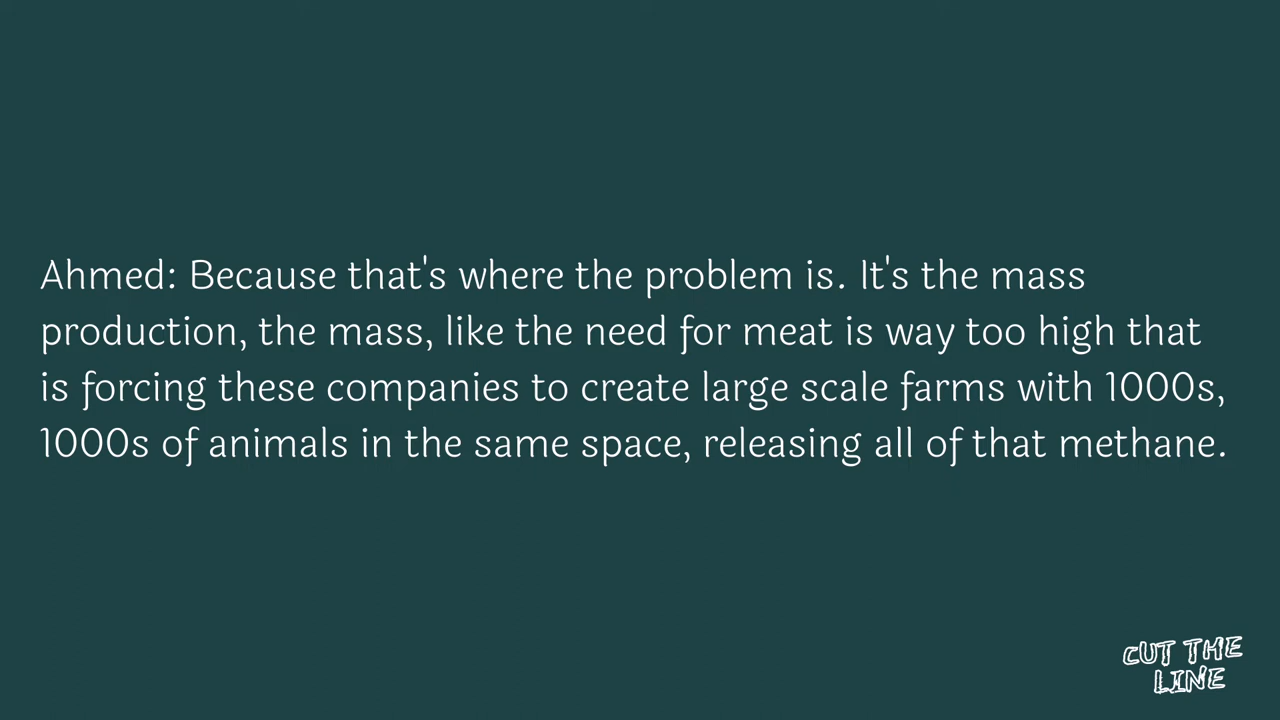 Ahmed: Because that's where the problem is. It's the mass
production, the mass, like the need for meat is way too high that
is forcing these companies to create large scale farms with 1000s,
1000s of animals in the same space, releasing all of that methane.
CUT THE
LINE